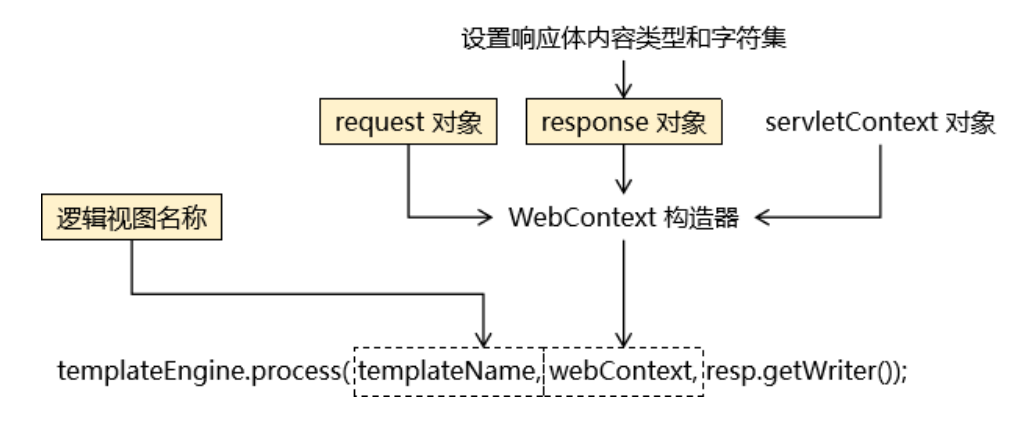 设置响应体内容类型和字符集
request 对象
response 对象
servletContext 对象
逻辑视图名称
WebContext 构造器
templateEngine.process( templateName, webContext, resp.getWriter());